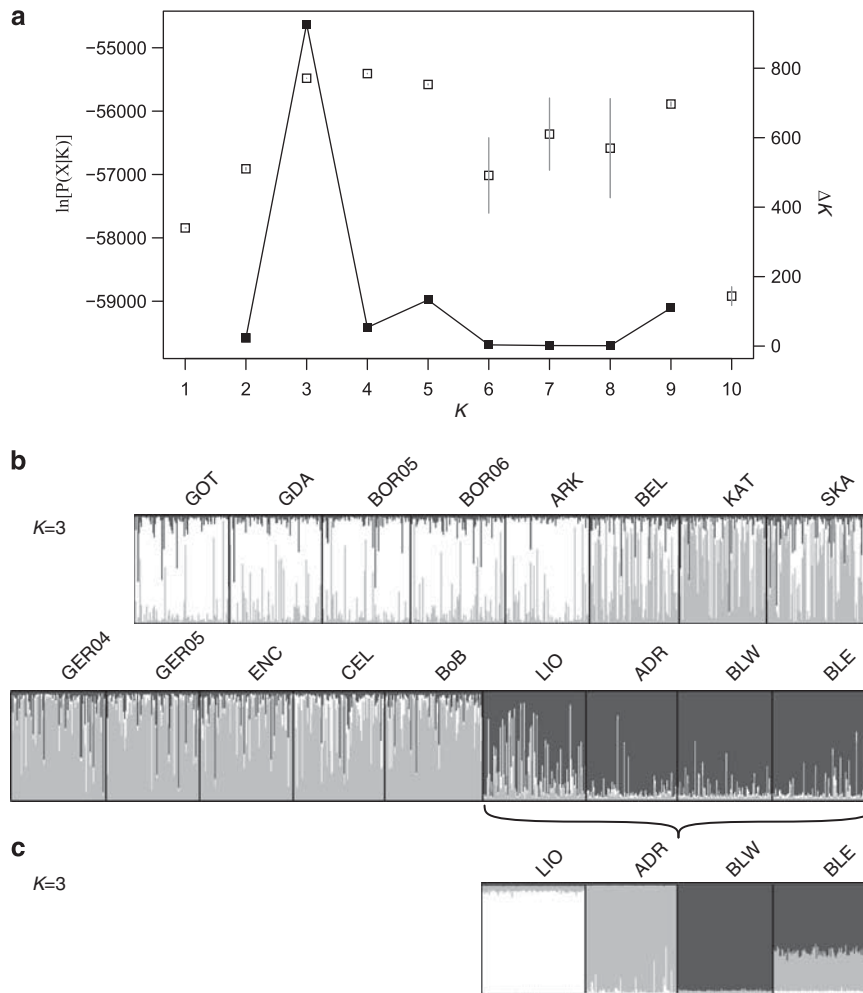 a
−55000
−56000
−57000
−58000
−59000
ln[P(X|K)]
800
600
400
200
0
ΔK
1 2 3 4 5 6 7 8 9 10
K
b
GOT GDA BOR05 BOR06 ARK BEL KAT SKA
K=3
GER04 GER05 ENC CEL BoB LIO ADR BLW BLE
c
LIO ADR BLW BLE
K=3